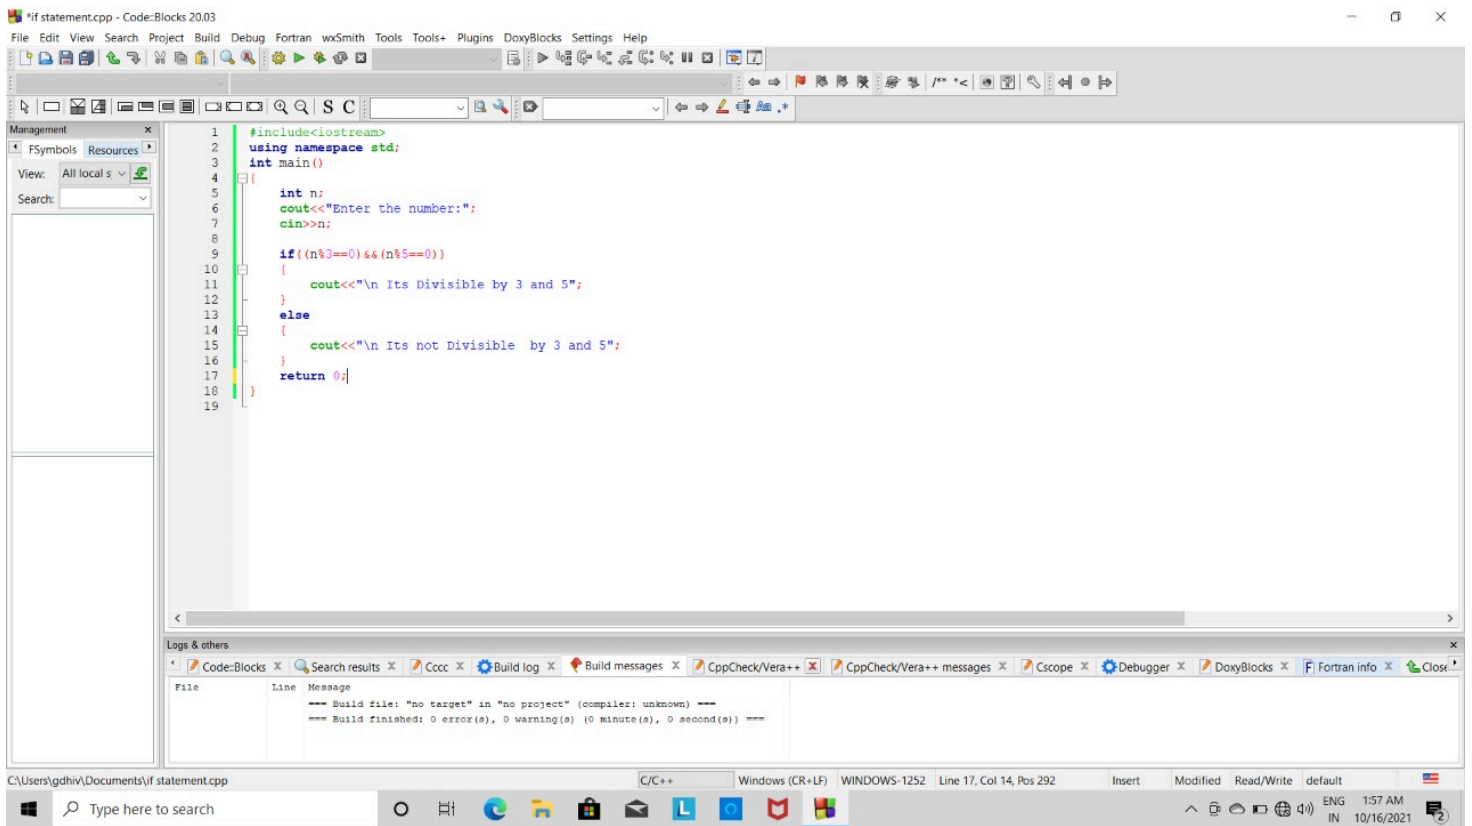 *if statement.cpp - Code::Blocks 20.03
File Edit View Search Project Build Debug Fortran wxSmith Tools Tools+ Plugins DoxyBlocks Settings Help
/** *<
S C
Aa .*
Management x
FSymbols Resources
View: All local s
Search:
1 #include<iostream>
2 using namespace std;
3 int main()
4 {
5 int n;
6 cout<<"Enter the number:";
7 cin>>n;
8
9 if((n%3==0)&&(n%5==0))
10 {
11 cout<<"\n Its Divisible by 3 and 5";
12 }
13 else
14 {
15 cout<<"\n Its not Divisible  by 3 and 5";
16 }
17 return 0;
18 }
19
Logs & others x
Code::Blocks X Search results X Cccc X Build log X Build messages X CppCheck/Vera++ X CppCheck/Vera++ messages X Cscope X Debugger X DoxyBlocks X F Fortran info X Close
File Line Message
=== Build file: "no target" in "no project" (compiler: unknown) ===
=== Build finished: 0 error(s), 0 warning(s) (0 minute(s), 0 second(s)) ===
C:\Users\gdhiv\Documents\if statement.cpp C/C++ Windows (CR+LF) WINDOWS-1252 Line 17, Col 14, Pos 292 Insert Modified Read/Write default
Type here to search L ENG 1:57 AM
IN 10/16/2021 2